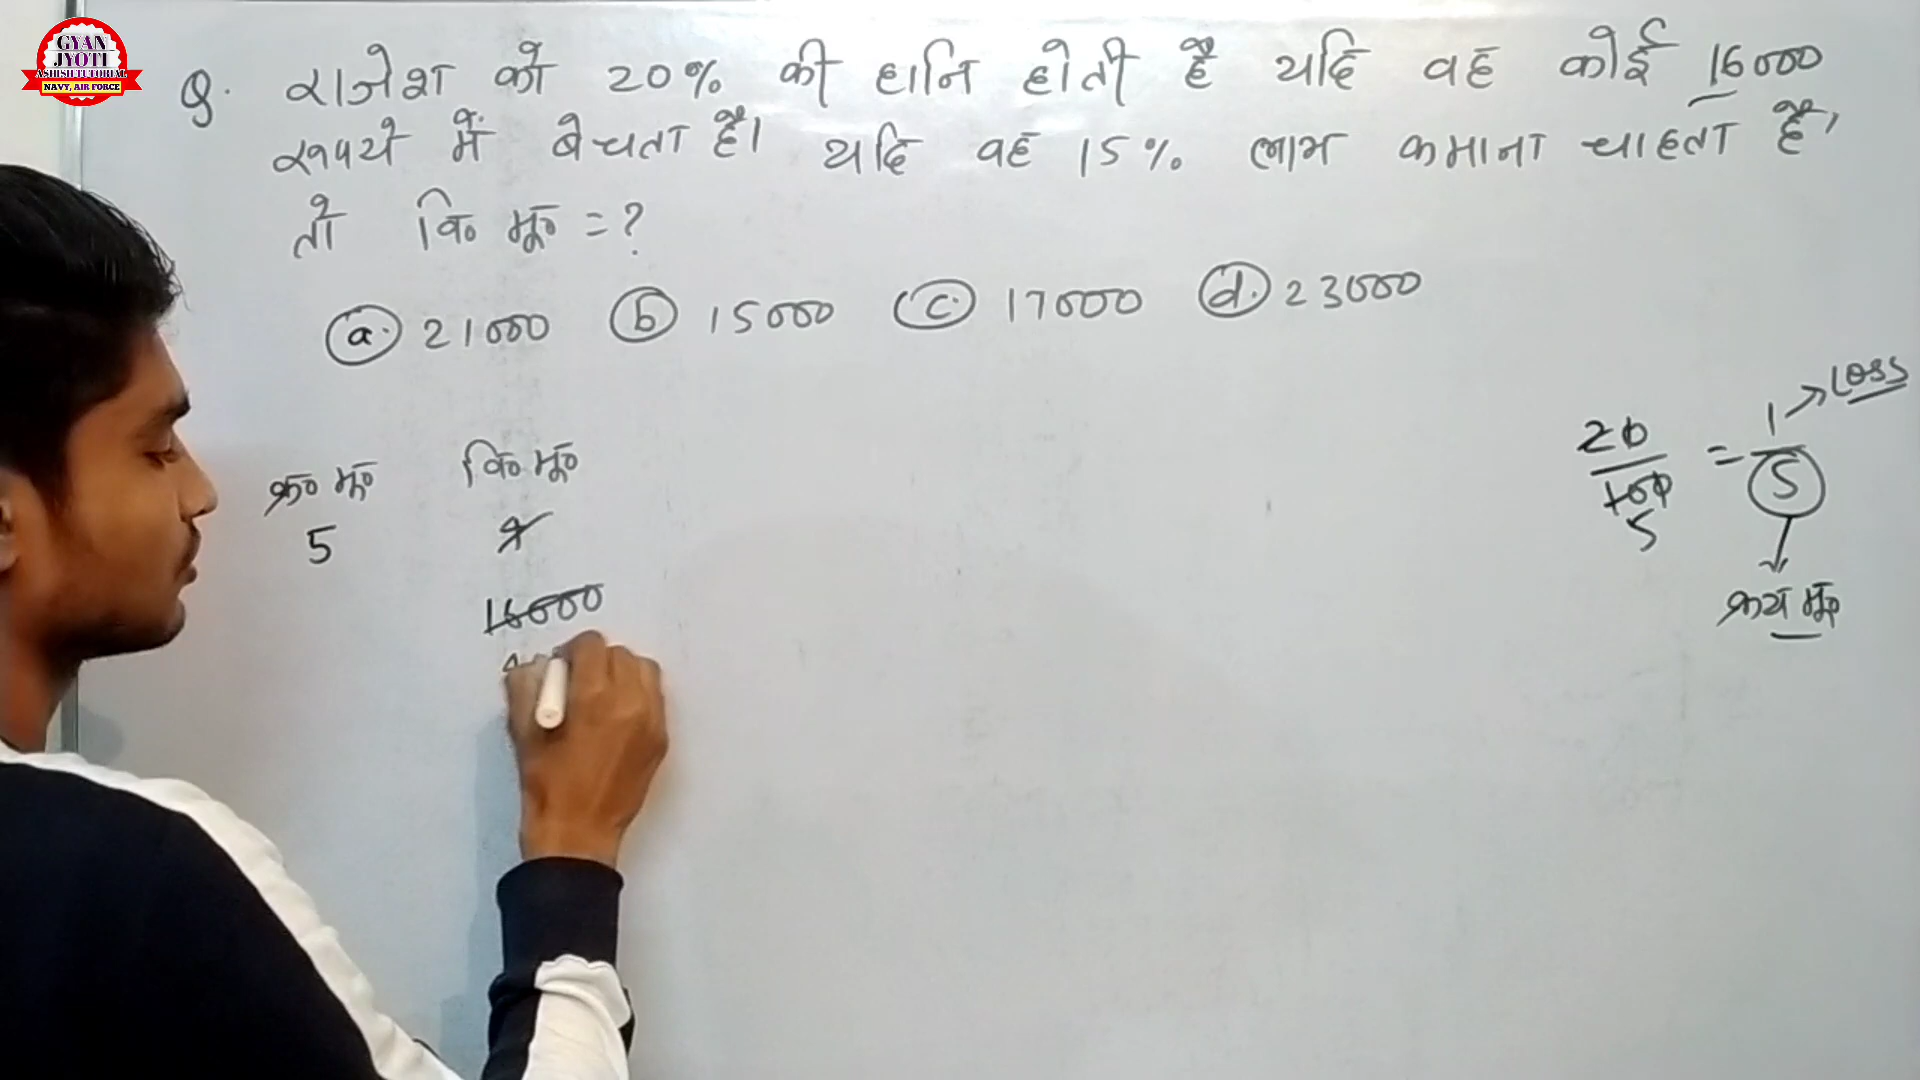 GYAN
JYOTI
ASHISH TUTORIAL
NAVY, AIR FORCE
Q. राजेश को 20% की हानि होती है यदि वह कोई 16000
रुपये में बेचता है। यदि वह 15% लाभ कमाना चाहता है,
तो वि० मू० = ?
(a.) 21000 (b) 15000 (c.) 17000 (d.) 23000
क्र० मू० वि० मू०
5 4
16000
20/100 = 1/5 → Loss
5
क्रय मू०